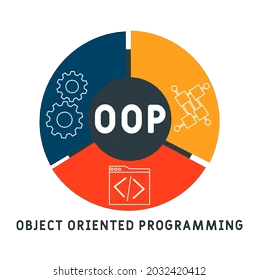 OOP
</>
OBJECT ORIENTED PROGRAMMING
shutterstock.com · 2032420412